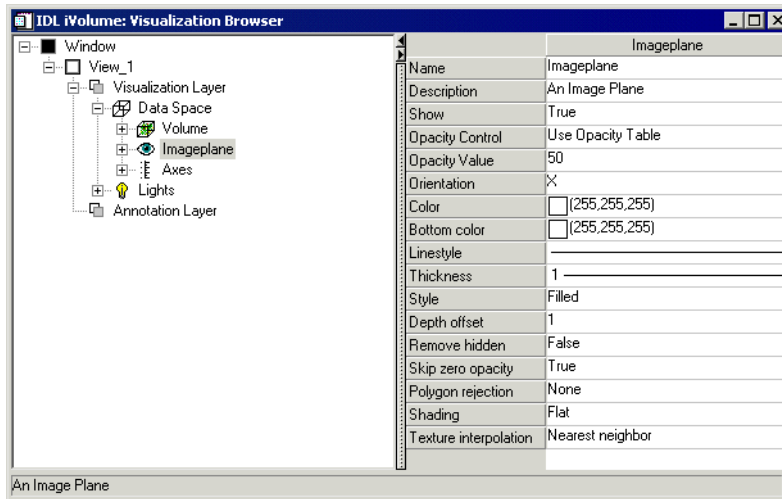 IDL iVolume: Visualization Browser
Window
View_1
Visualization Layer
Data Space
Volume
Imageplane
Axes
Lights
Annotation Layer
Imageplane
Name Imageplane
Description An Image Plane
Show True
Opacity Control Use Opacity Table
Opacity Value 50
Orientation X
Color (255,255,255)
Bottom color (255,255,255)
Linestyle
Thickness 1
Style Filled
Depth offset 1
Remove hidden False
Skip zero opacity True
Polygon rejection None
Shading Flat
Texture interpolation Nearest neighbor
An Image Plane